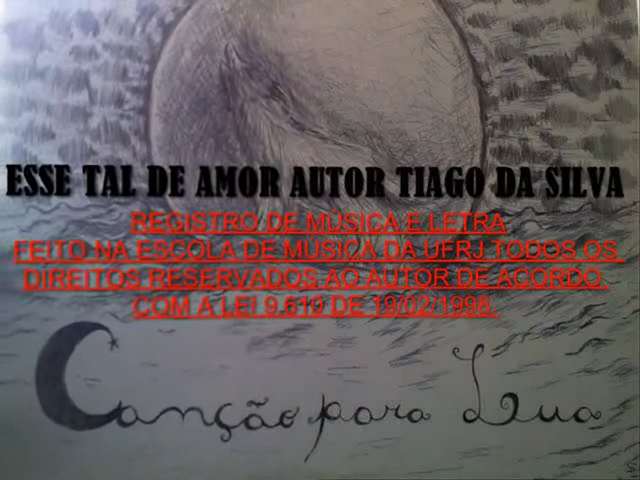 ESSE TAL DE AMOR AUTOR TIAGO DA SILVA
REGISTRO DE MÚSICA E LETRA
FEITO NA ESCOLA DE MÚSICA DA UFRJ TODOS OS
DIREITOS RESERVADOS AO AUTOR DE ACORDO
COM A LEI 9.610 DE 19/02/1998.
Canção para Lua